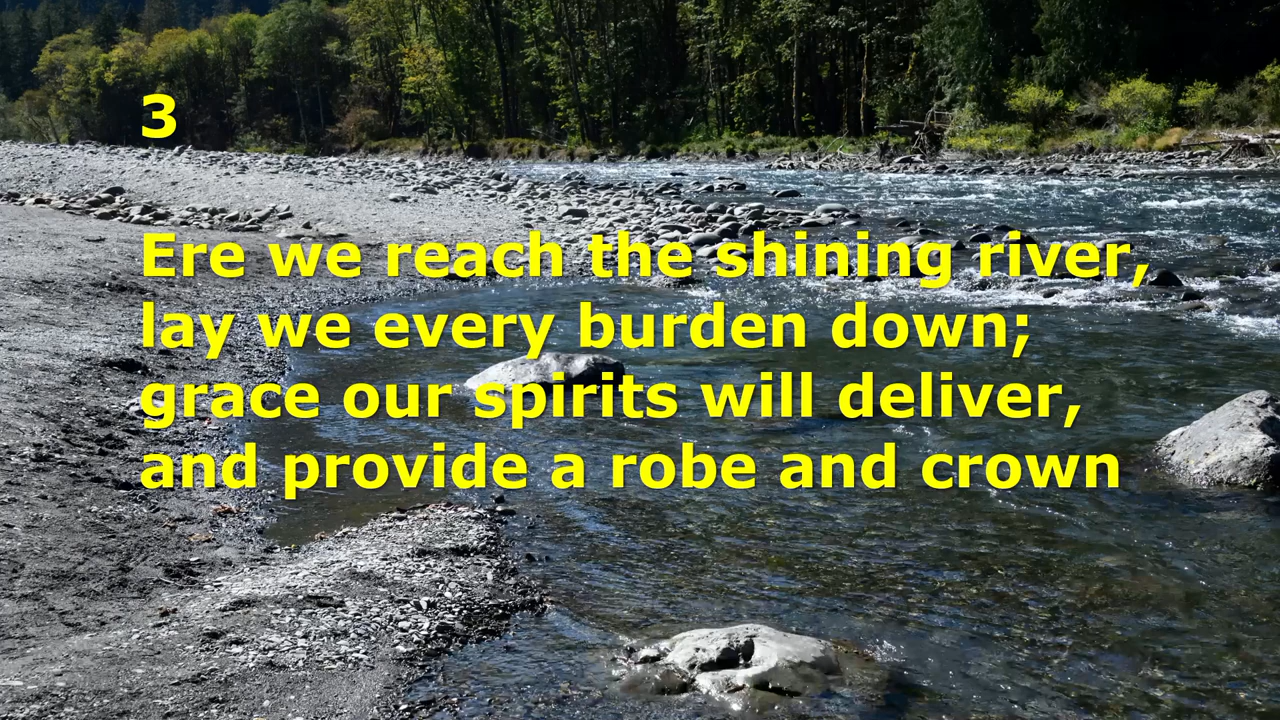 3
Ere we reach the shining river,
lay we every burden down;
grace our spirits will deliver,
and provide a robe and crown